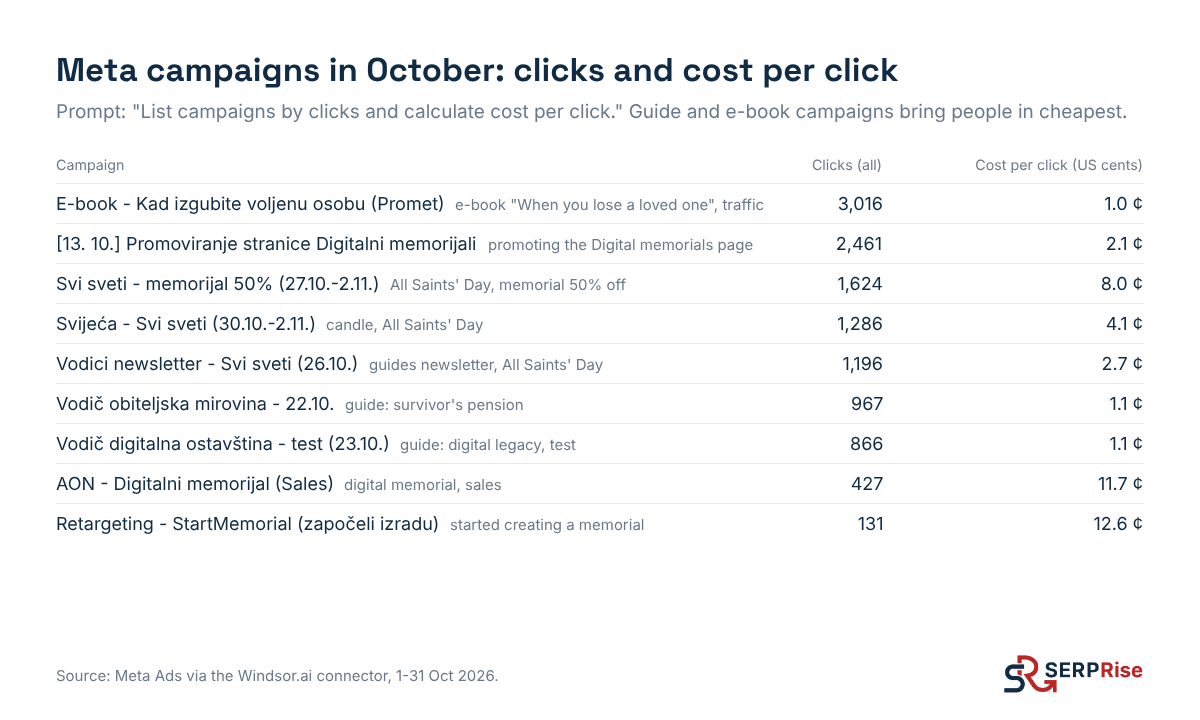 Meta campaigns in October: clicks and cost per click
Prompt: "List campaigns by clicks and calculate cost per click." Guide and e-book campaigns bring people in cheapest.
Campaign Clicks (all) Cost per click (US cents)
E-book - Kad izgubite voljenu osobu (Promet) e-book "When you lose a loved one", traffic 3,016 1.0 ¢
[13. 10.] Promoviranje stranice Digitalni memorijali promoting the Digital memorials page 2,461 2.1 ¢
Svi sveti - memorijal 50% (27.10.-2.11.) All Saints' Day, memorial 50% off 1,624 8.0 ¢
Svijeća - Svi sveti (30.10.-2.11.) candle, All Saints' Day 1,286 4.1 ¢
Vodici newsletter - Svi sveti (26.10.) guides newsletter, All Saints' Day 1,196 2.7 ¢
Vodič obiteljska mirovina - 22.10. guide: survivor's pension 967 1.1 ¢
Vodič digitalna ostavština - test (23.10.) guide: digital legacy, test 866 1.1 ¢
AON - Digitalni memorijal (Sales) digital memorial, sales 427 11.7 ¢
Retargeting - StartMemorial (započeli izradu) started creating a memorial 131 12.6 ¢
Source: Meta Ads via the Windsor.ai connector, 1-31 Oct 2026.
SR SERPRise